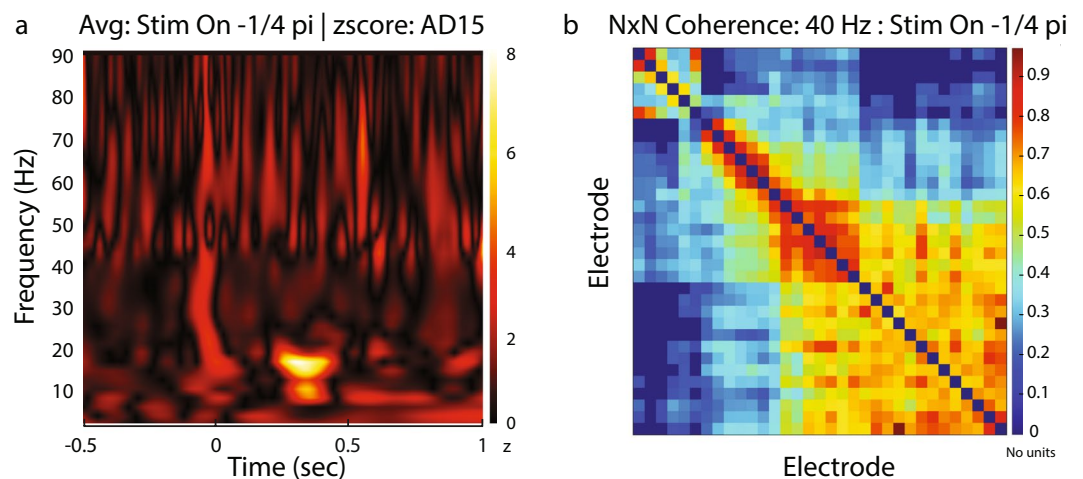 a
Avg: Stim On -1/4 pi | zscore: AD15
90
80
70
60
50
40
30
20
10
Frequency (Hz)
-0.5
0
0.5
1
Time (sec)
8
6
4
2
0
z
b
NxN Coherence: 40 Hz : Stim On -1/4 pi
Electrode
Electrode
0.9
0.8
0.7
0.6
0.5
0.4
0.3
0.2
0.1
0
No units